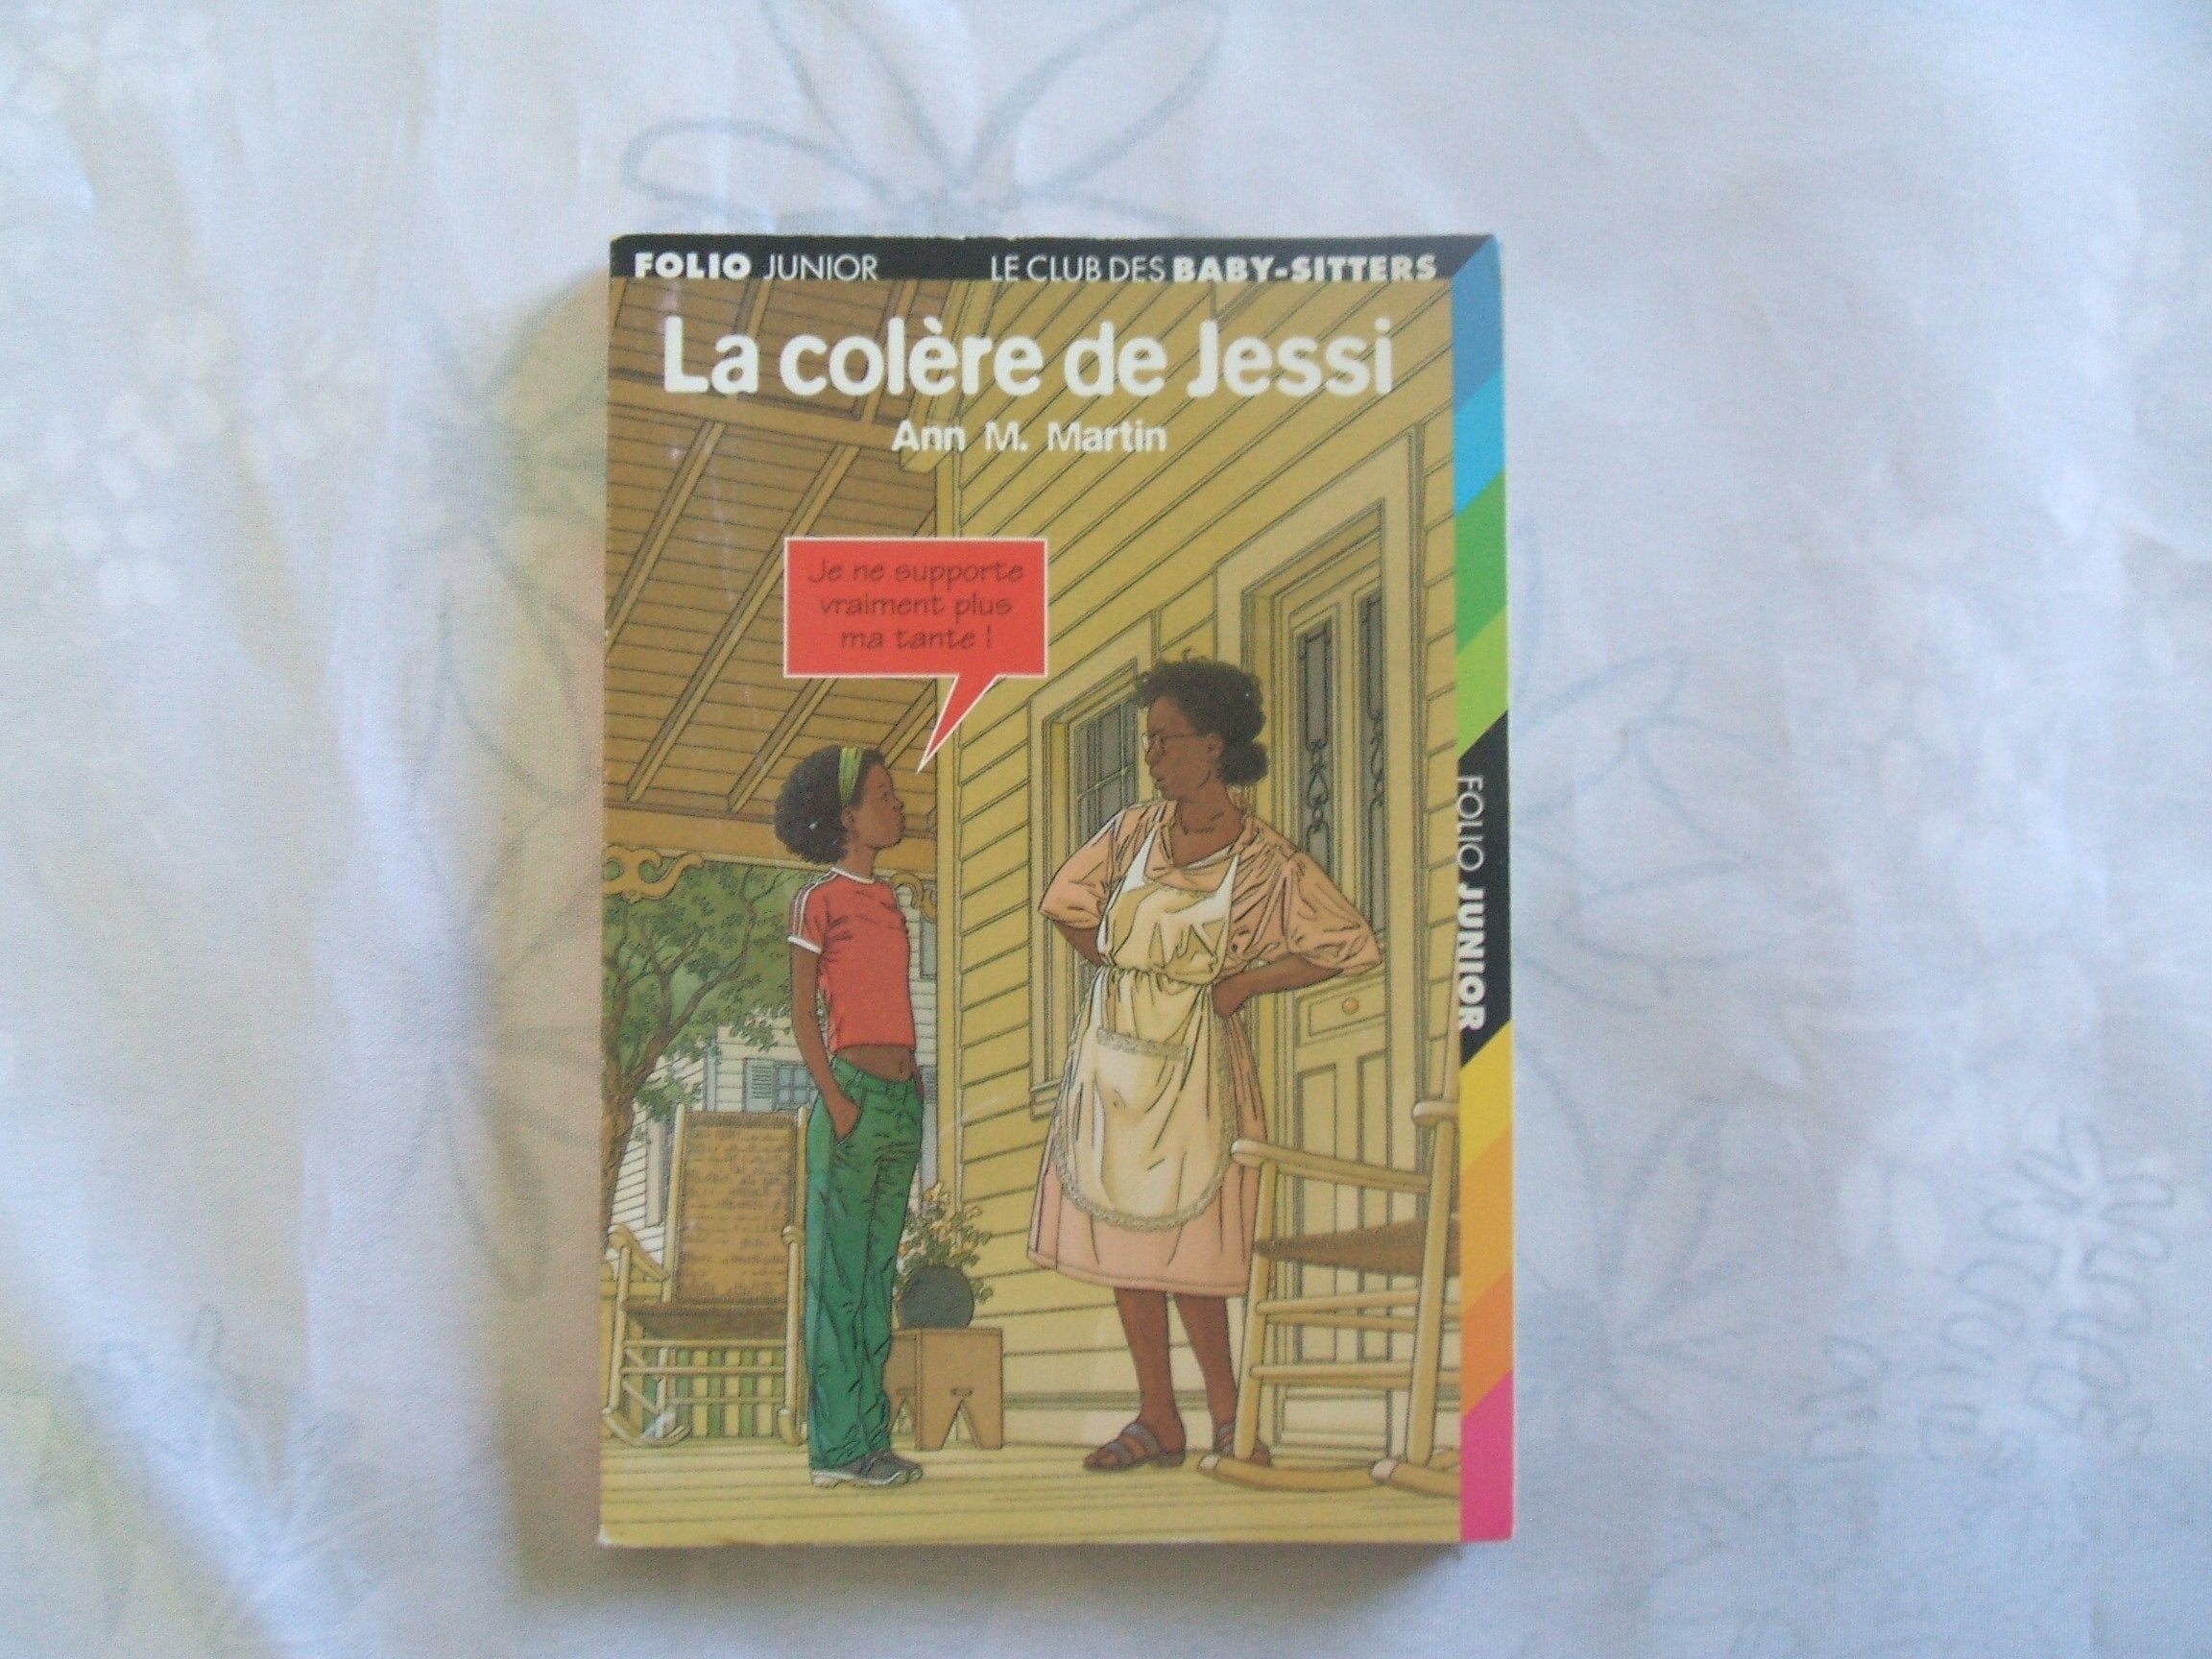 FOLIO JUNIOR LE CLUB DES BABY-SITTERS
La colère de Jessi
Ann M. Martin
Je ne supporte
vraiment plus
ma tante !
FOLIO JUNIOR